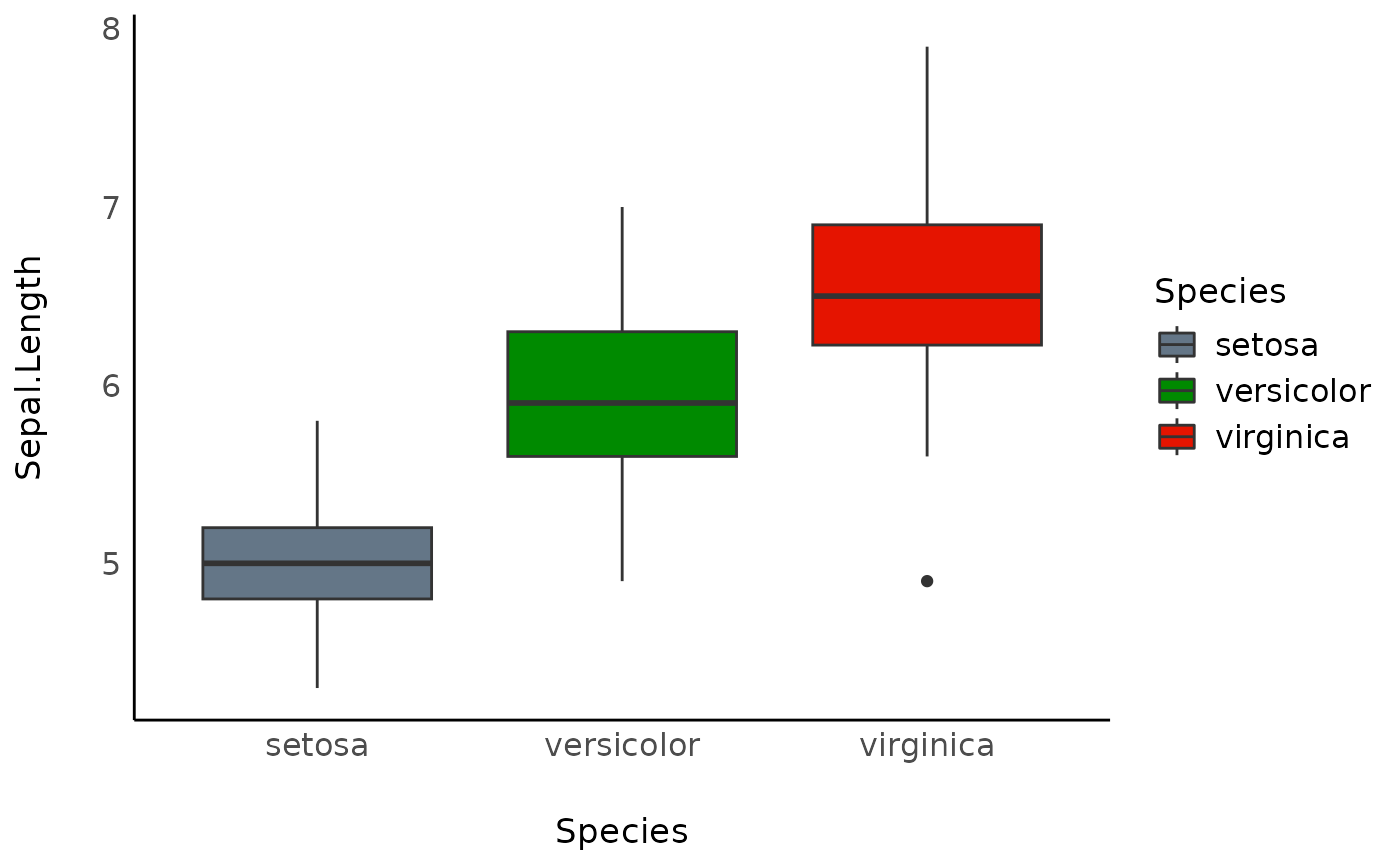 Sepal.Length
8
7
6
5
setosa
versicolor
virginica
Species
Species
setosa
versicolor
virginica